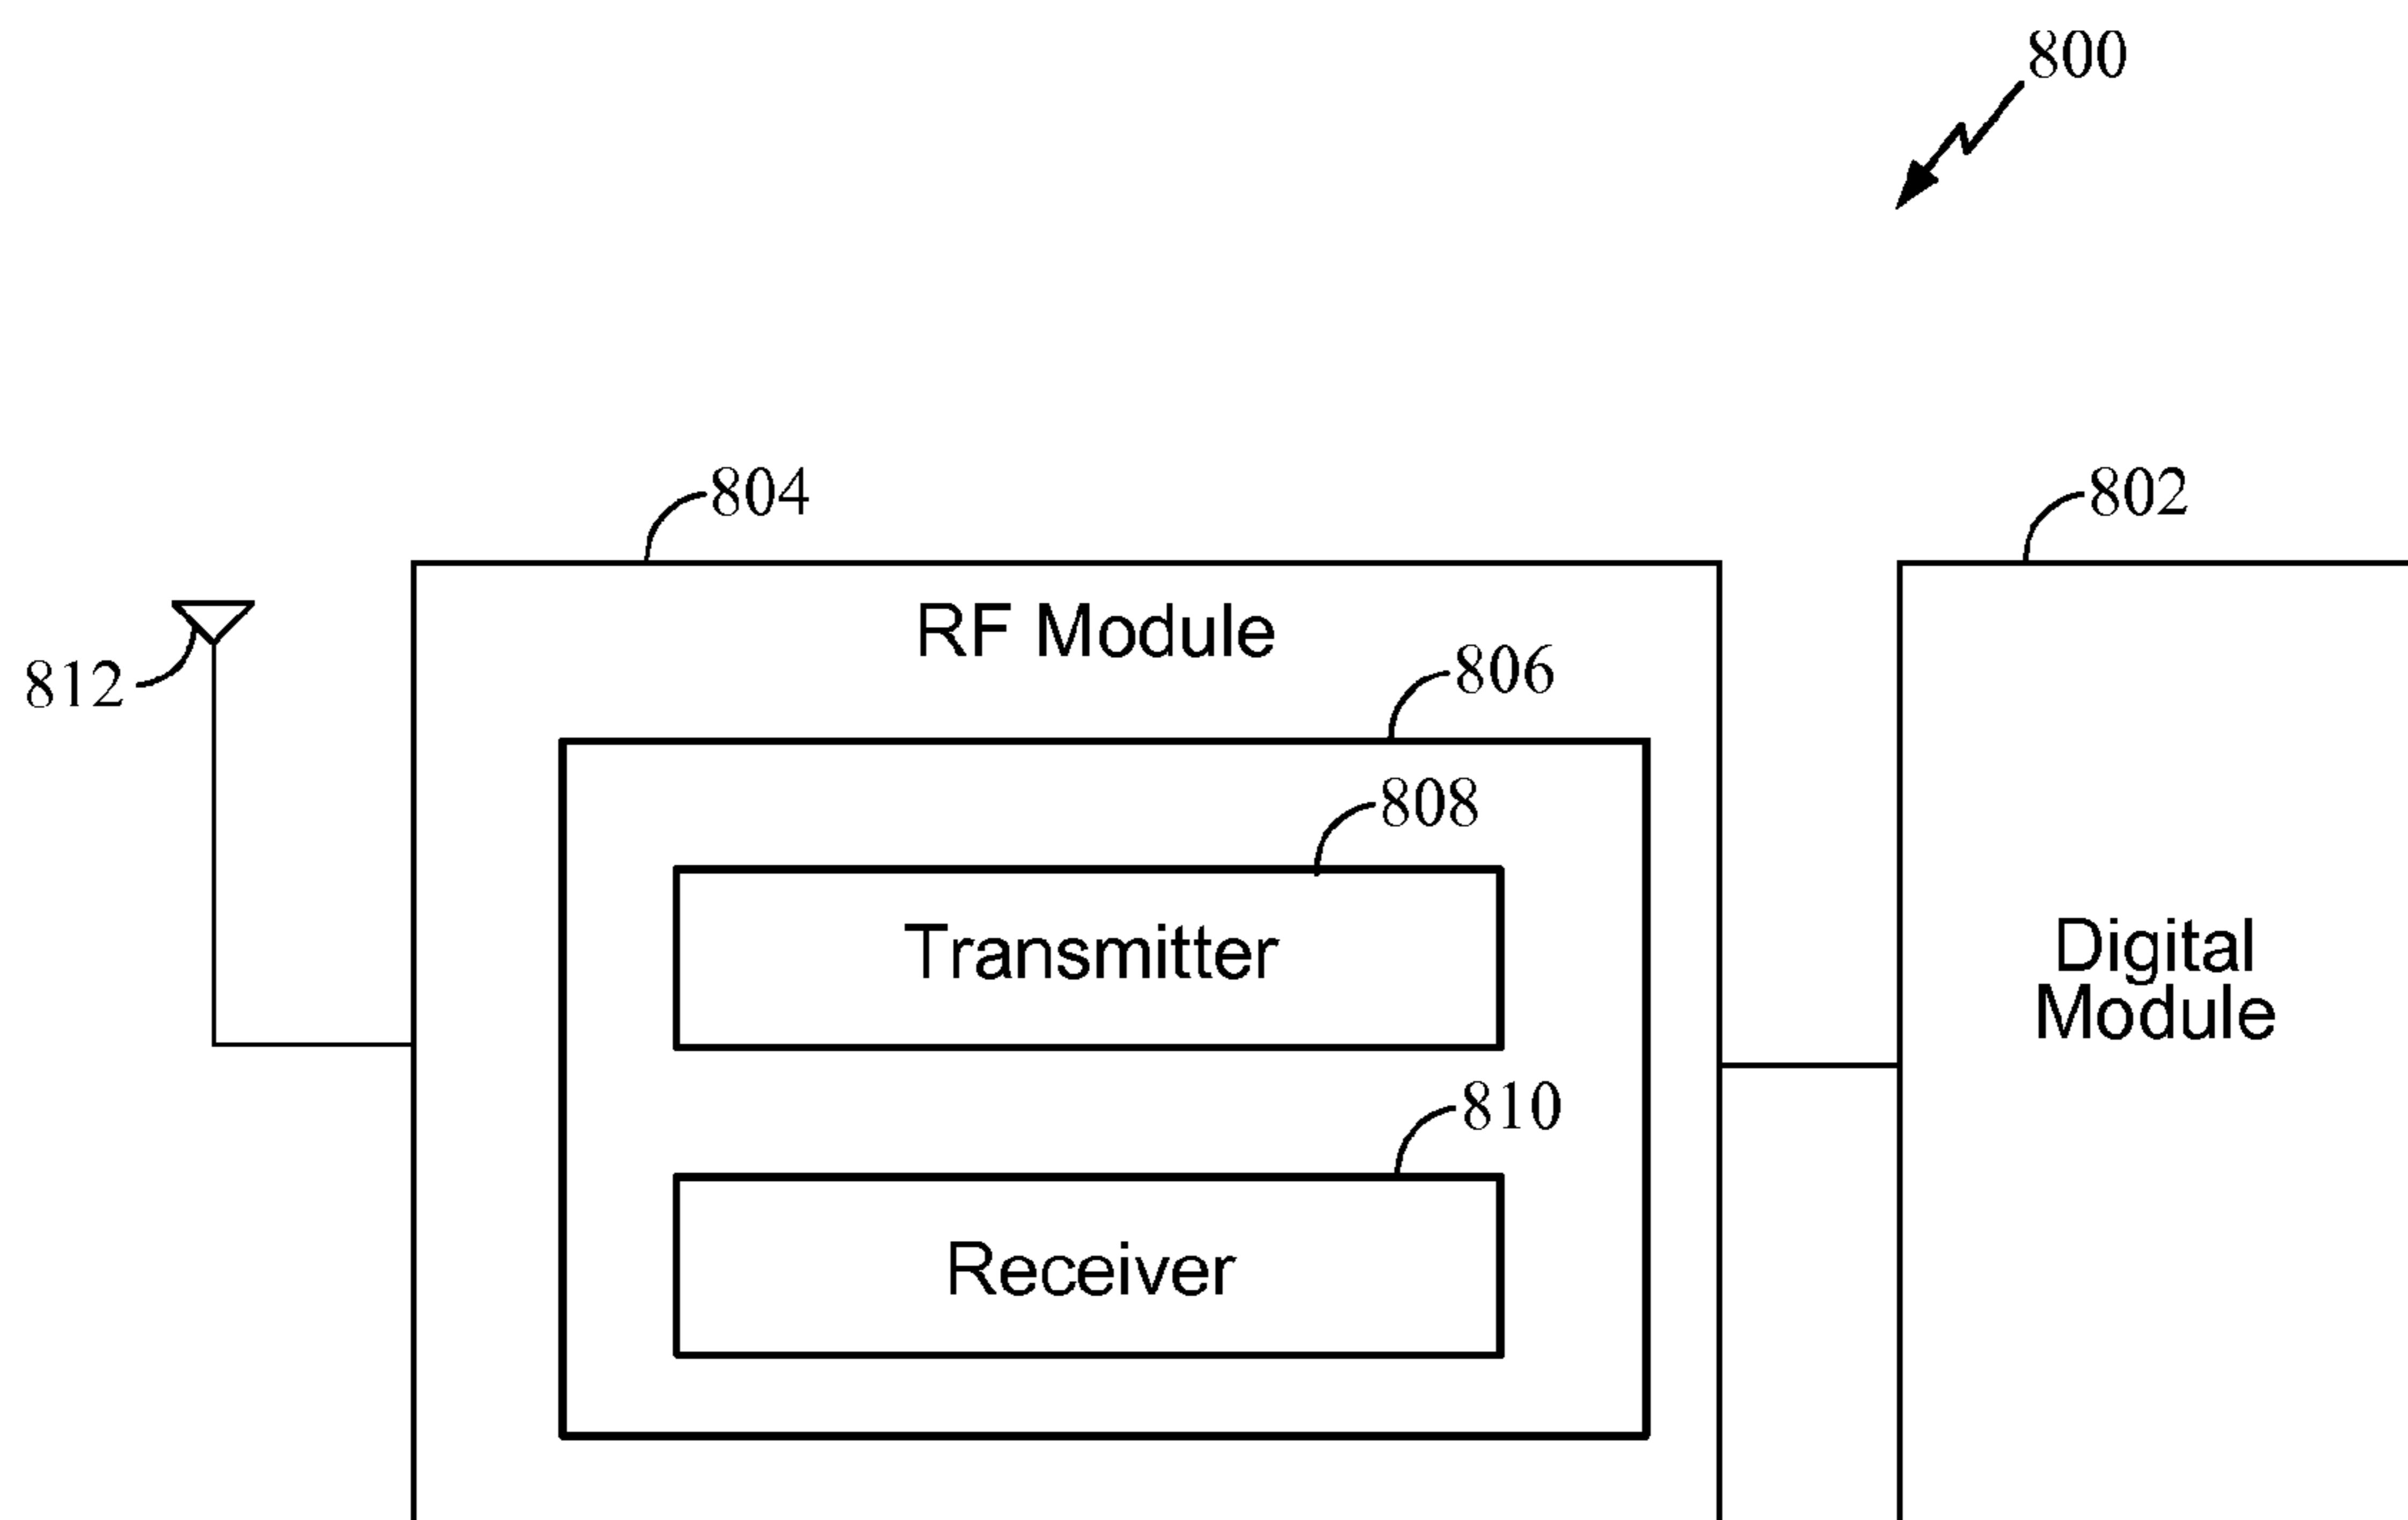 800
804
802
RF Module
806
812
808
Transmitter
Digital
Module
810
Receiver